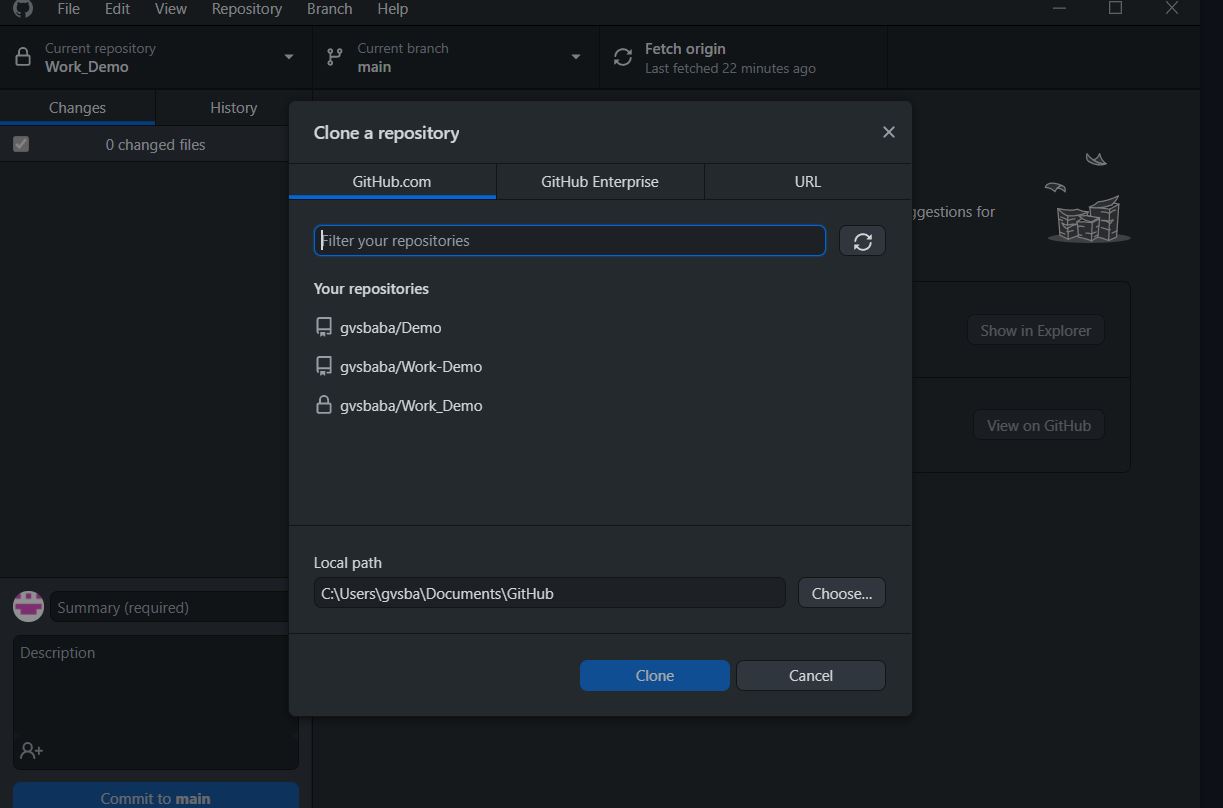 File Edit View Repository Branch Help
Current repository
Work_Demo
Current branch
main
Fetch origin
Last fetched 22 minutes ago
Changes History
0 changed files
Clone a repository
GitHub.com GitHub Enterprise URL
Filter your repositories
Your repositories
gvsbaba/Demo
gvsbaba/Work-Demo
gvsbaba/Work_Demo
Local path
C:\Users\gvsba\Documents\GitHub
Choose...
Clone Cancel
ggestions for
Show in Explorer
View on GitHub
Summary (required)
Description
Commit to main